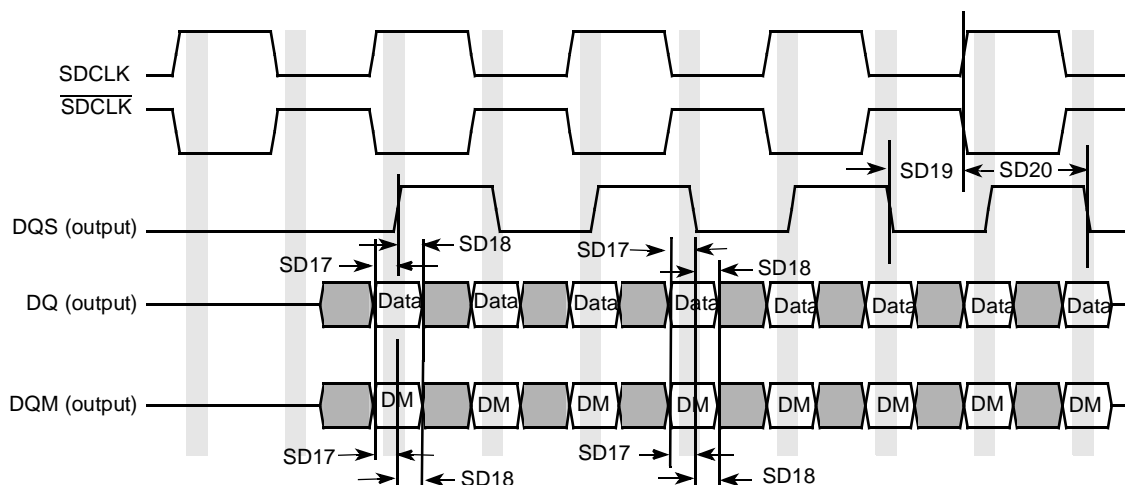 SDCLK
SDCLK
SD19 SD20
DQS (output)
SD18 SD17
SD17 SD18
DQ (output) Data Data Data Data Data Data Data Data
DQM (output) DM DM DM DM DM DM DM DM
SD17 SD17
SD18 SD18